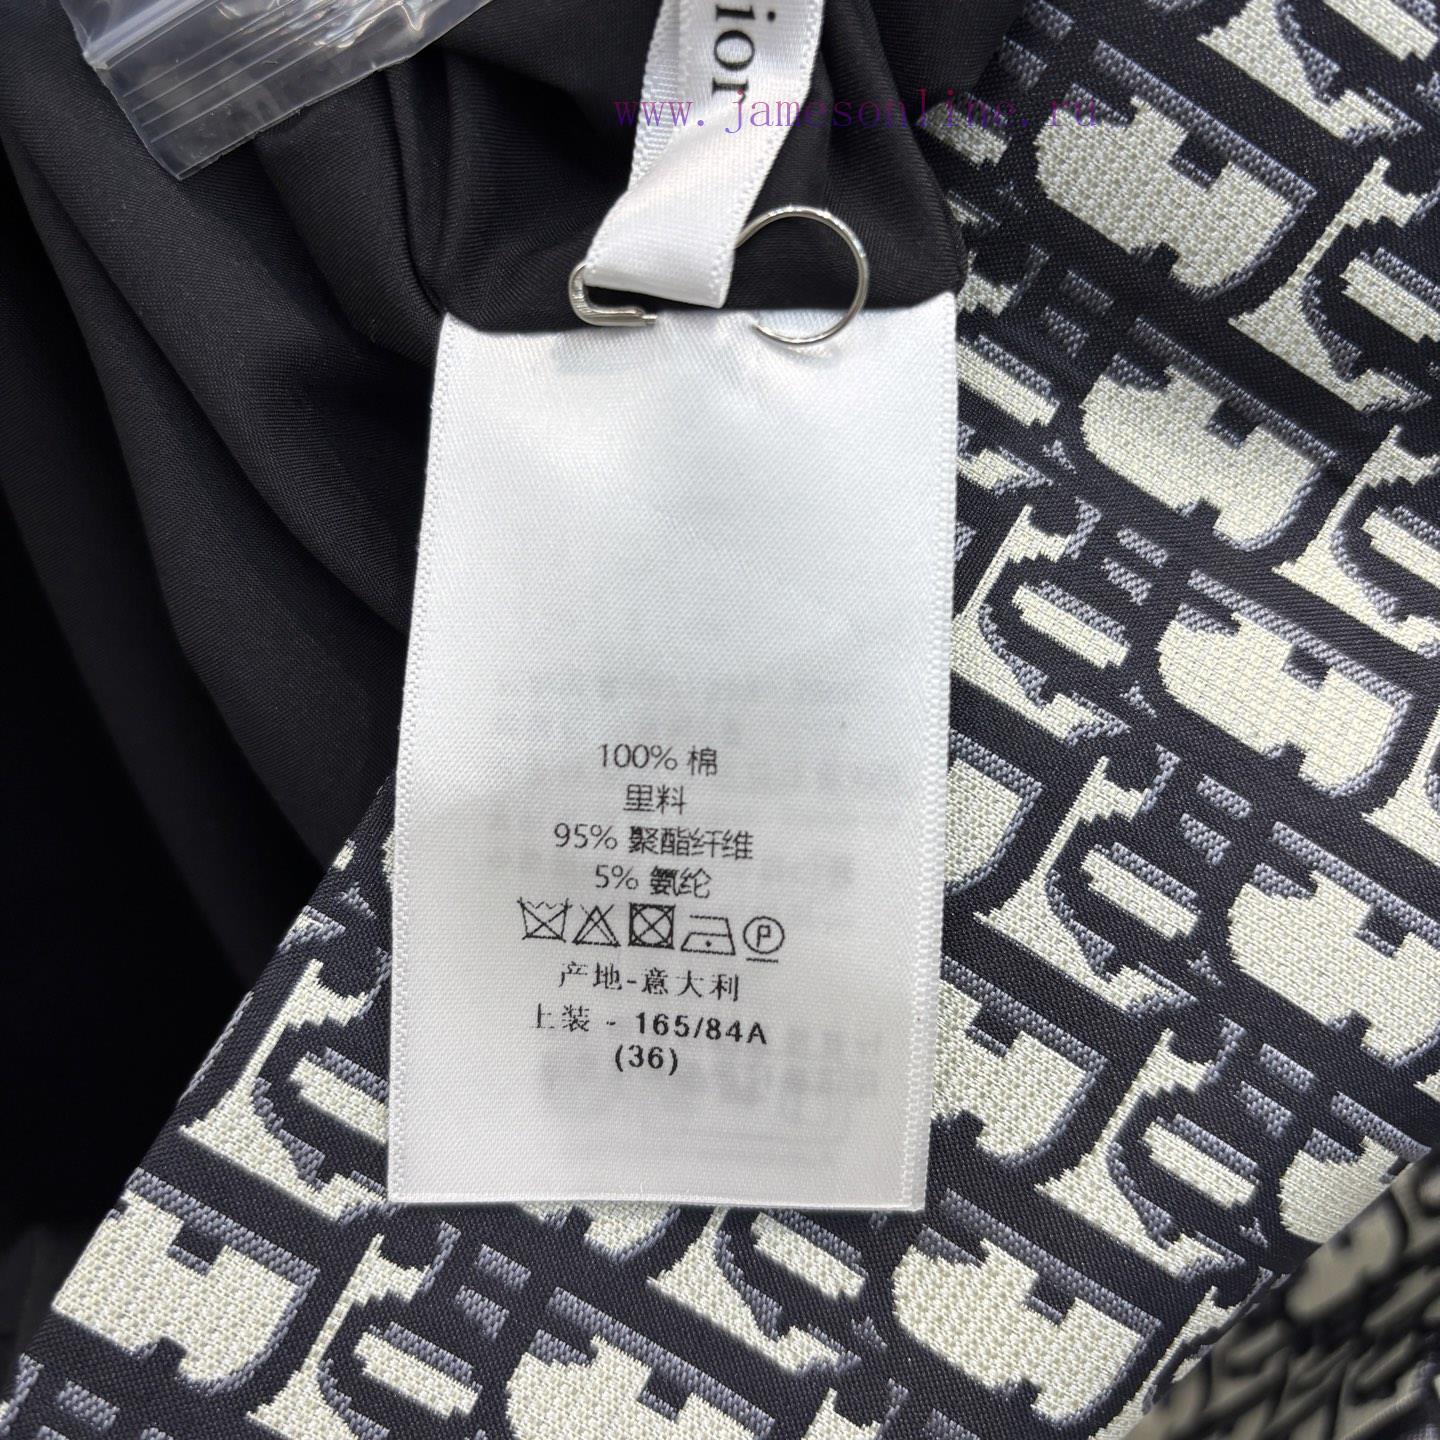 ior
www.jamesonline.ru
100% 棉
里料
95% 聚酯纤维
5% 氨纶
P
产地-意大利
上装 - 165/84A
(36)